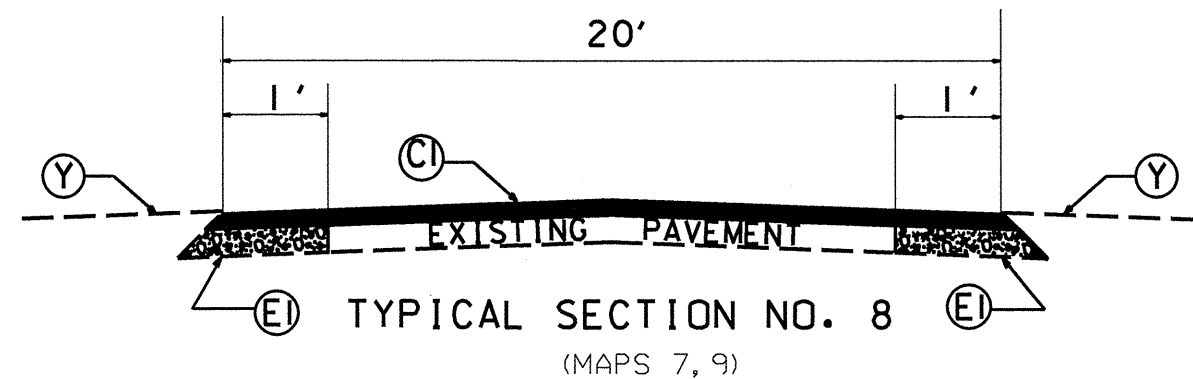 20'
1' 1'
Y C1 Y
EXISTING PAVEMENT
E1 TYPICAL SECTION NO. 8 E1
(MAPS 7, 9)